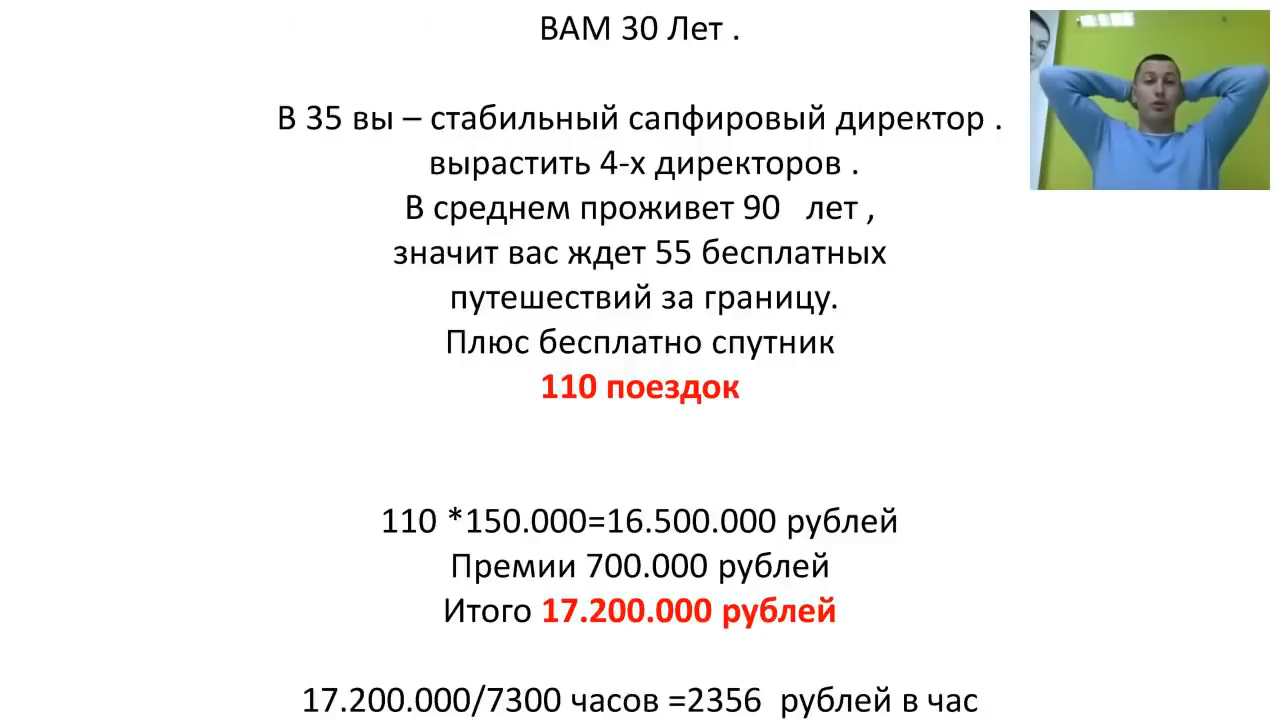 ВАМ 30 Лет .
В 35 вы – стабильный сапфировый директор .
вырастить 4-х директоров .
В среднем проживет 90 лет ,
значит вас ждет 55 бесплатных
путешествий за границу.
Плюс бесплатно спутник
110 поездок
110 *150.000=16.500.000 рублей
Премии 700.000 рублей
Итого 17.200.000 рублей
17.200.000/7300 часов =2356 рублей в час